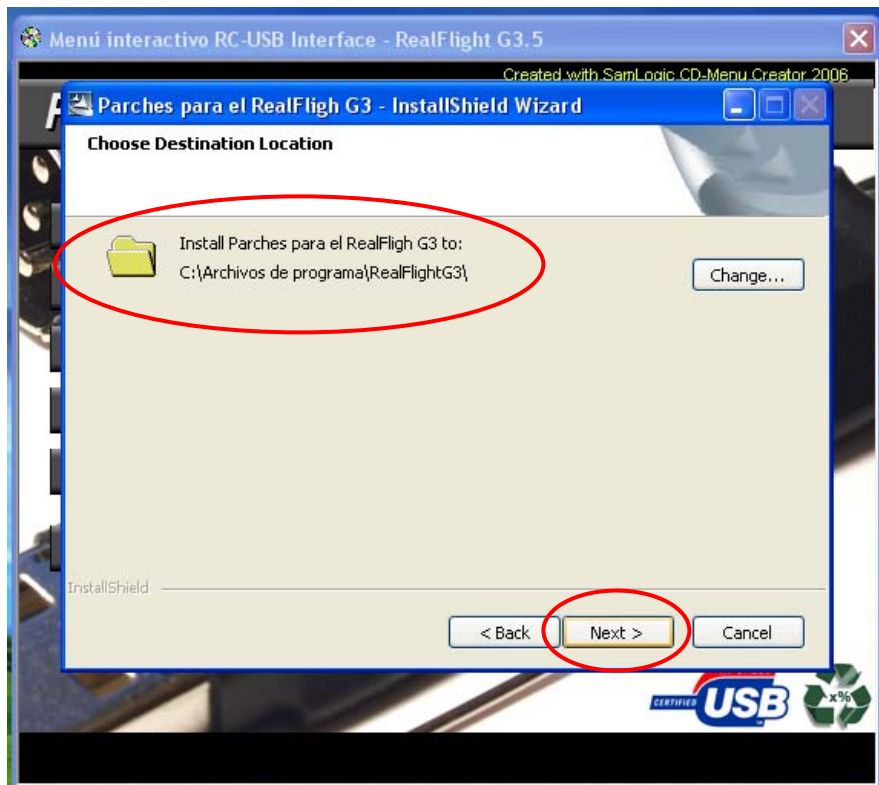 Menú interactivo RC-USB Interface - RealFlight G3.5
Created with SamLogic CD-Menu Creator 2006
Parches para el RealFligh G3 - InstallShield Wizard
Choose Destination Location
Install Parches para el RealFligh G3 to:
C:\Archivos de programa\RealFlightG3\
Change...
InstallShield
< Back
Next >
Cancel
CERTIFIED
USB
x%